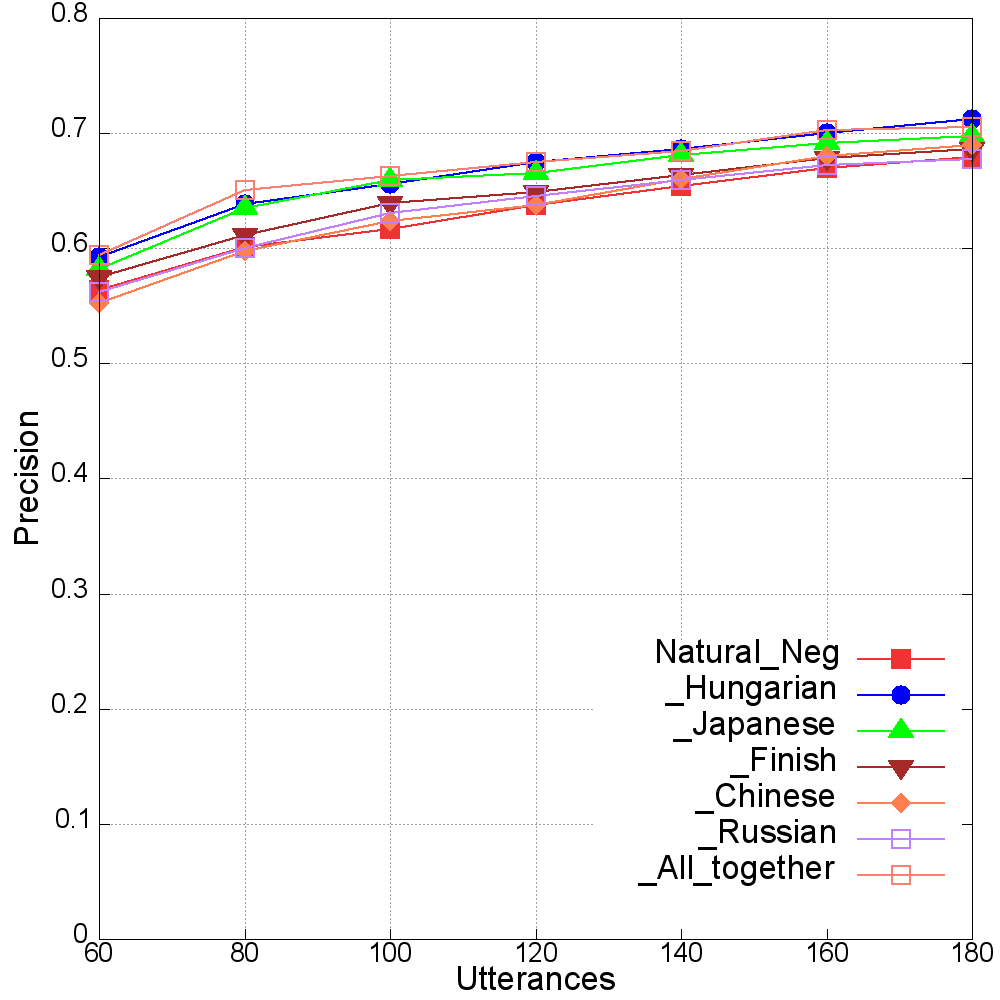 0.8
0.7
0.6
0.5
0.4
0.3
0.2
0.1
0
Precision
Natural_Neg
_Hungarian
_Japanese
_Finish
_Chinese
_Russian
_All_together
60 80 100 120 140 160 180
Utterances